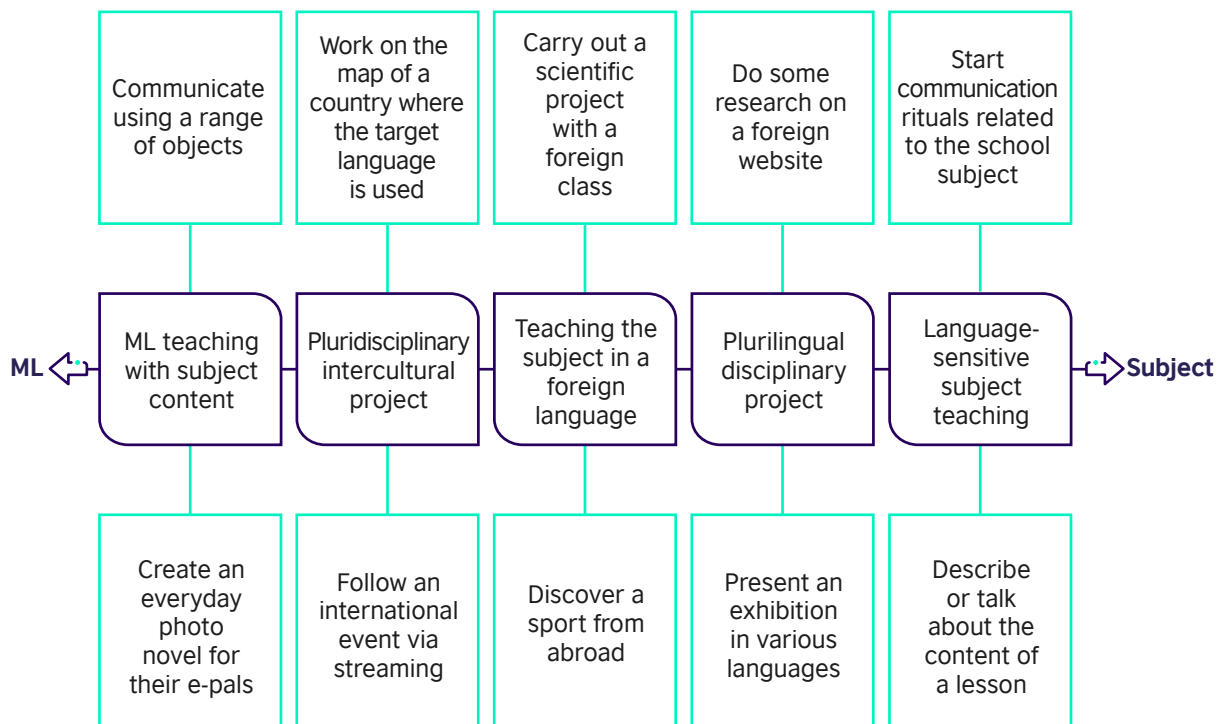 Communicate
using a range
of objects
Work on the
map of a
country where
the target
language
is used
Carry out a
scientific
project
with a
foreign
class
Do some
research on
a foreign
website
Start
communication
rituals related
to the school
subject
ML
ML teaching
with subject
content
Pluridisciplinary
intercultural
project
Teaching the
subject in a
foreign
language
Plurilingual
disciplinary
project
Language-
sensitive
subject
teaching
Subject
Create an
everyday
photo
novel for
their e-pals
Follow an
international
event via
streaming
Discover a
sport from
abroad
Present an
exhibition
in various
languages
Describe
or talk
about the
content of
a lesson